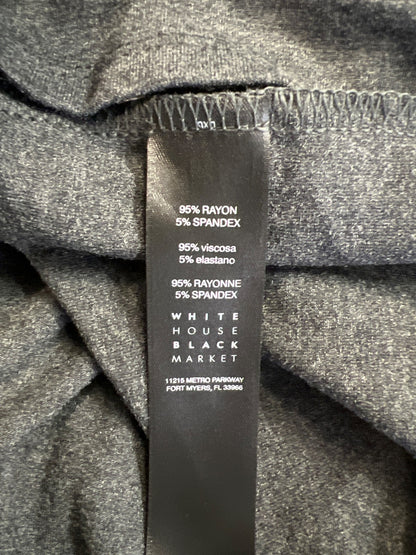 95% RAYON
5% SPANDEX
95% viscosa
5% elastano
95% RAYONNE
5% SPANDEX
WHITE
HOUSE
BLACK
MARKET
11215 METRO PARKWAY
FORT MYERS, FL 33966